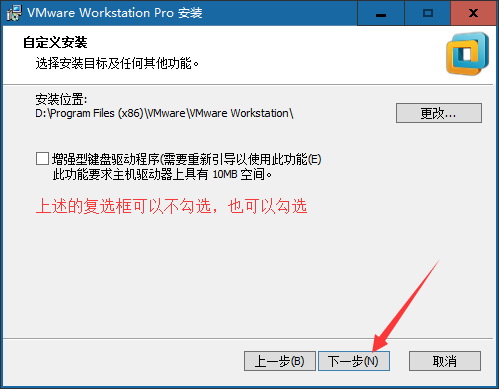 VMware Workstation Pro 安装
自定义安装
选择安装目标及任何其他功能。
安装位置:
D:\Program Files (x86)\VMware\VMware Workstation\
更改...
增强型键盘驱动程序(需要重新引导以使用此功能(E)
此功能要求主机驱动器上具有 10MB 空间。
上述的复选框可以不勾选，也可以勾选
上一步(B)
下一步(N)
取消